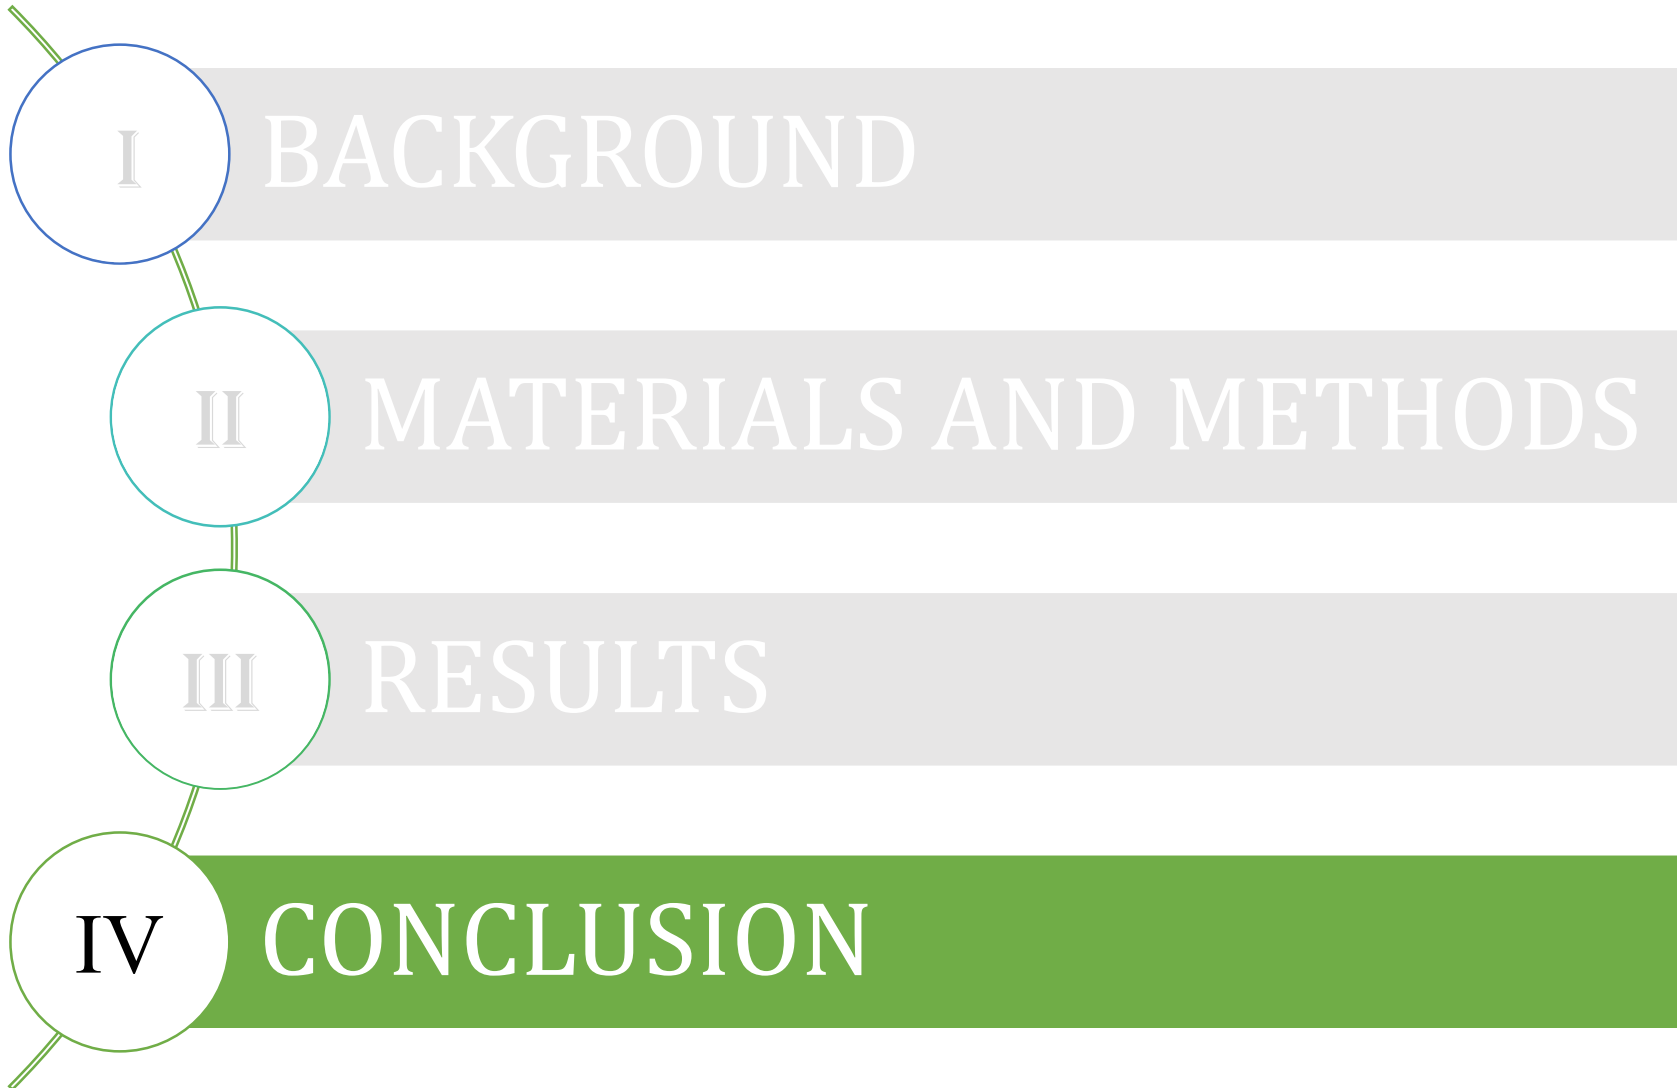 I BACKGROUND
II MATERIALS AND METHODS
III RESULTS
IV CONCLUSION